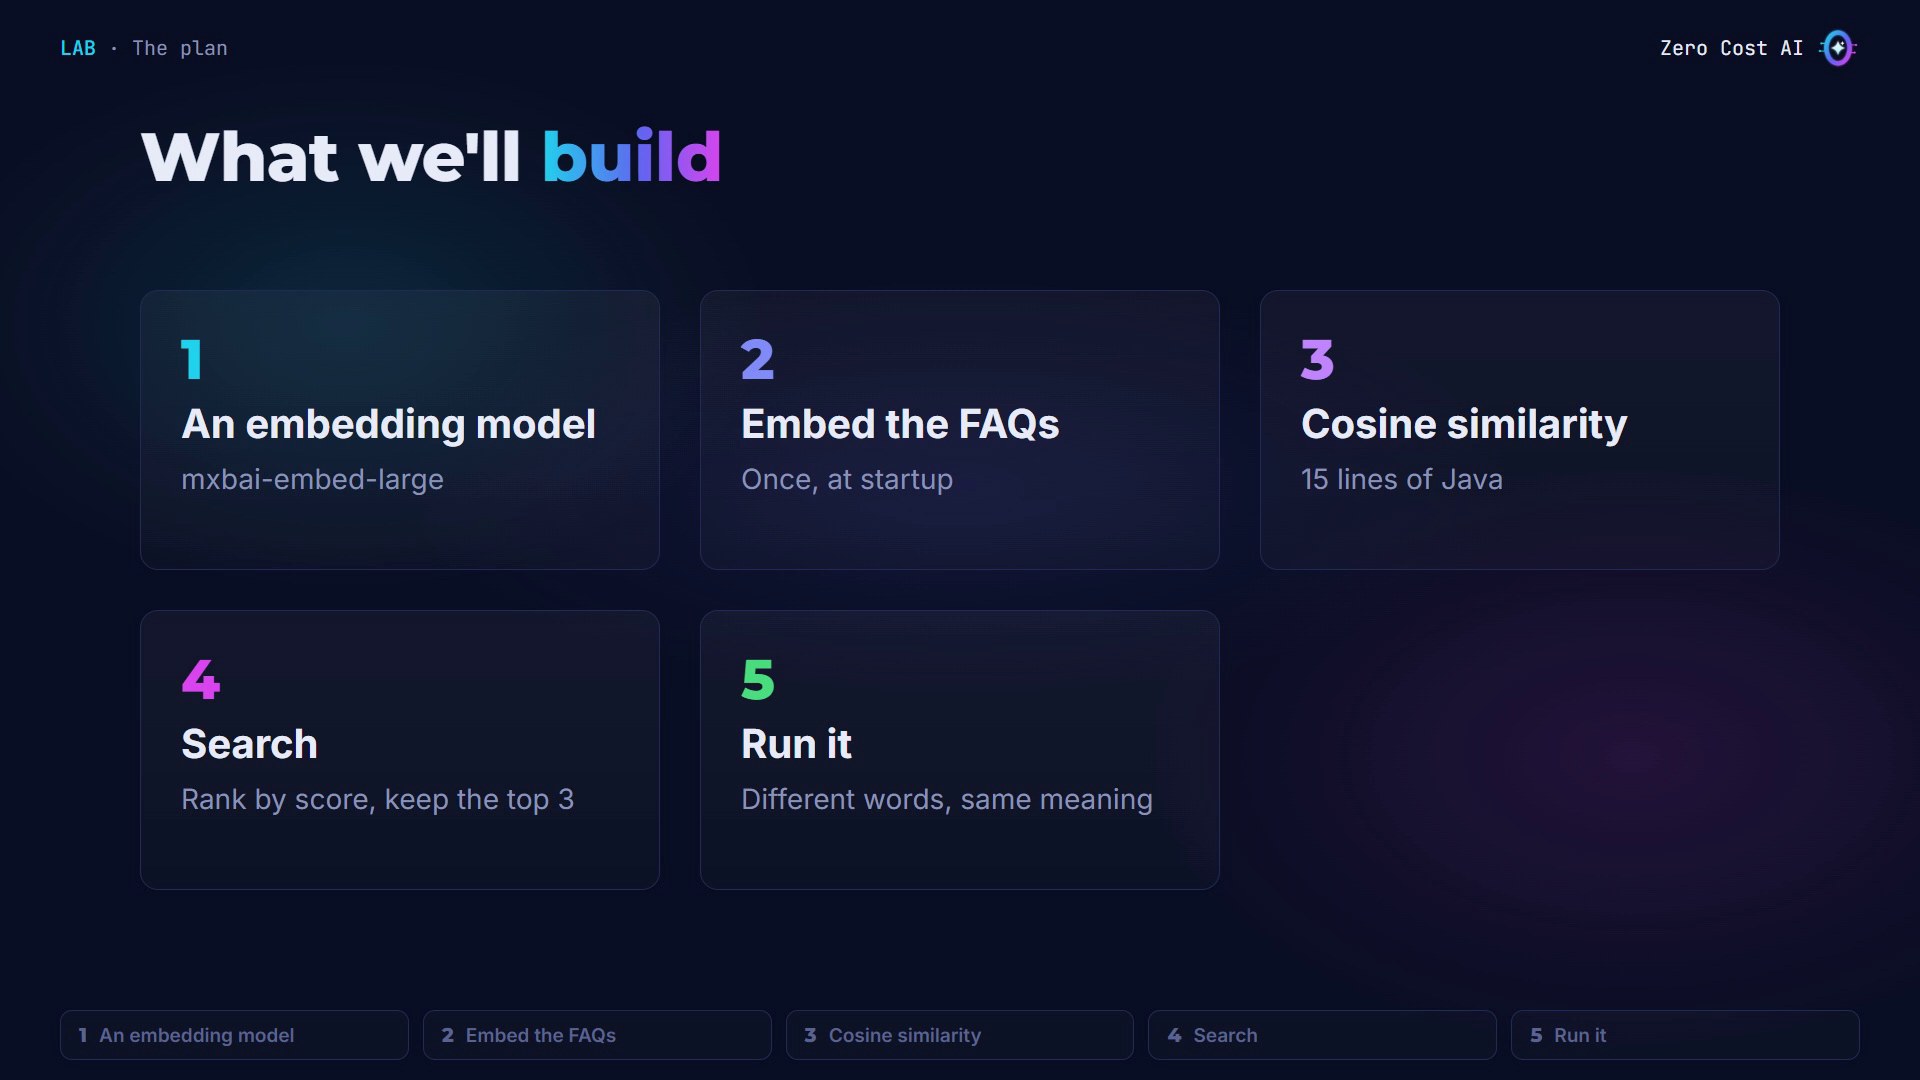 LAB · The plan
Zero Cost AI
What we'll build
1
An embedding model
mxbai-embed-large
2
Embed the FAQs
Once, at startup
3
Cosine similarity
15 lines of Java
4
Search
Rank by score, keep the top 3
5
Run it
Different words, same meaning
1 An embedding model
2 Embed the FAQs
3 Cosine similarity
4 Search
5 Run it